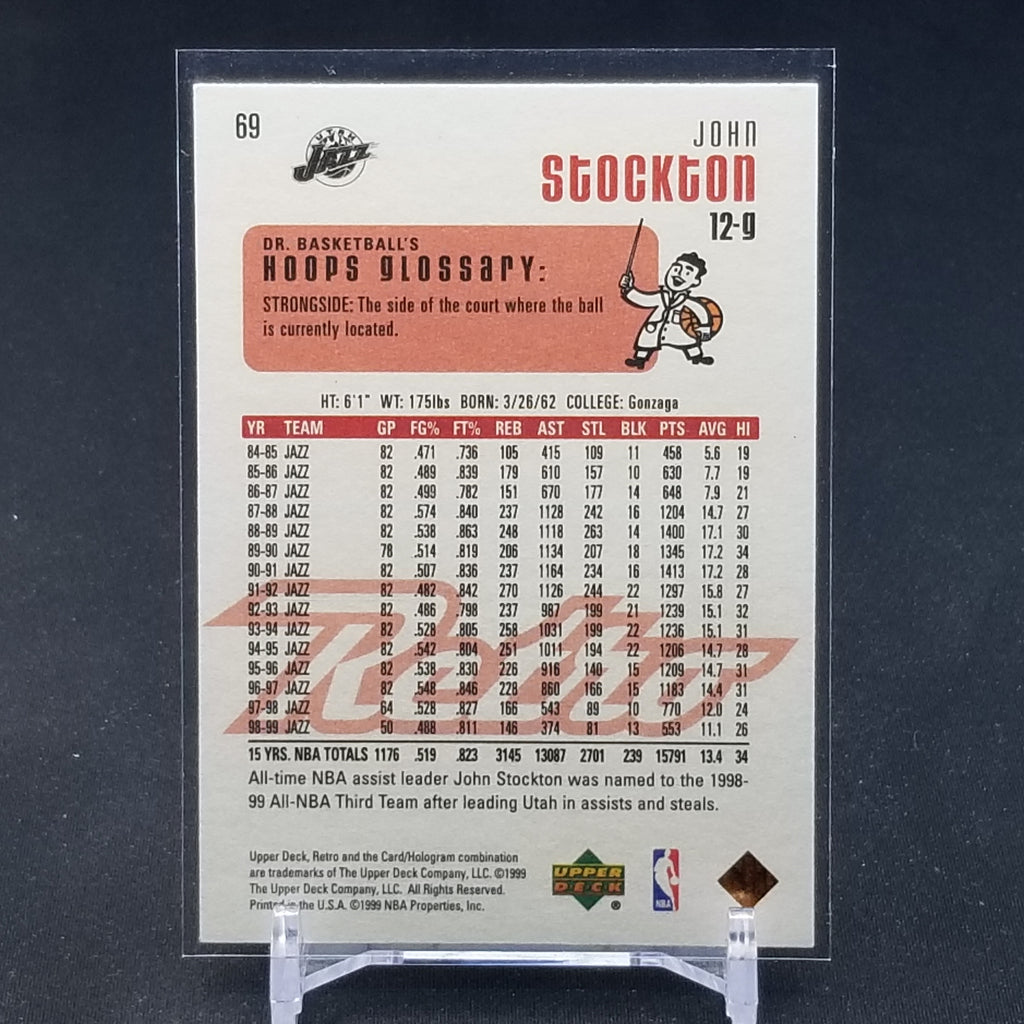 69
UTAH
JAZZ
JOHN
STOCKTON
12-g
DR. BASKETBALL'S
HOOPS GLOSSARY:
STRONGSIDE: The side of the court where the ball
is currently located.
HT: 6'1" WT: 175lbs BORN: 3/26/62 COLLEGE: Gonzaga
YR TEAM GP FG% FT% REB AST STL BLK PTS AVG HI
84-85 JAZZ 82 .471 .736 105 415 109 11 458 5.6 19
85-86 JAZZ 82 .489 .839 179 610 157 10 630 7.7 19
86-87 JAZZ 82 .499 .782 151 670 177 14 648 7.9 21
87-88 JAZZ 82 .574 .840 237 1128 242 16 1204 14.7 27
88-89 JAZZ 82 .538 .863 248 1118 263 14 1400 17.1 30
89-90 JAZZ 78 .514 .819 206 1134 207 18 1345 17.2 34
90-91 JAZZ 82 .507 .836 237 1164 234 16 1413 17.2 28
91-92 JAZZ 82 .482 .842 270 1126 244 22 1297 15.8 27
92-93 JAZZ 82 .486 .798 237 987 199 21 1239 15.1 32
93-94 JAZZ 82 .528 .805 258 1031 199 22 1236 15.1 31
94-95 JAZZ 82 .542 .804 251 1011 194 22 1206 14.7 28
95-96 JAZZ 82 .538 .830 226 916 140 15 1209 14.7 31
96-97 JAZZ 82 .548 .846 228 860 166 15 1183 14.4 31
97-98 JAZZ 64 .528 .827 166 543 89 10 770 12.0 24
98-99 JAZZ 50 .488 .811 146 374 81 13 553 11.1 26
Retro
15 YRS. NBA TOTALS 1176 .519 .823 3145 13087 2701 239 15791 13.4 34
All-time NBA assist leader John Stockton was named to the 1998-
99 All-NBA Third Team after leading Utah in assists and steals.
Upper Deck, Retro and the Card/Hologram combination
are trademarks of The Upper Deck Company, LLC. ©1999
The Upper Deck Company, LLC. All Rights Reserved.
Printed in the U.S.A. ©1999 NBA Properties, Inc.
UPPER
DECK
®
NBA